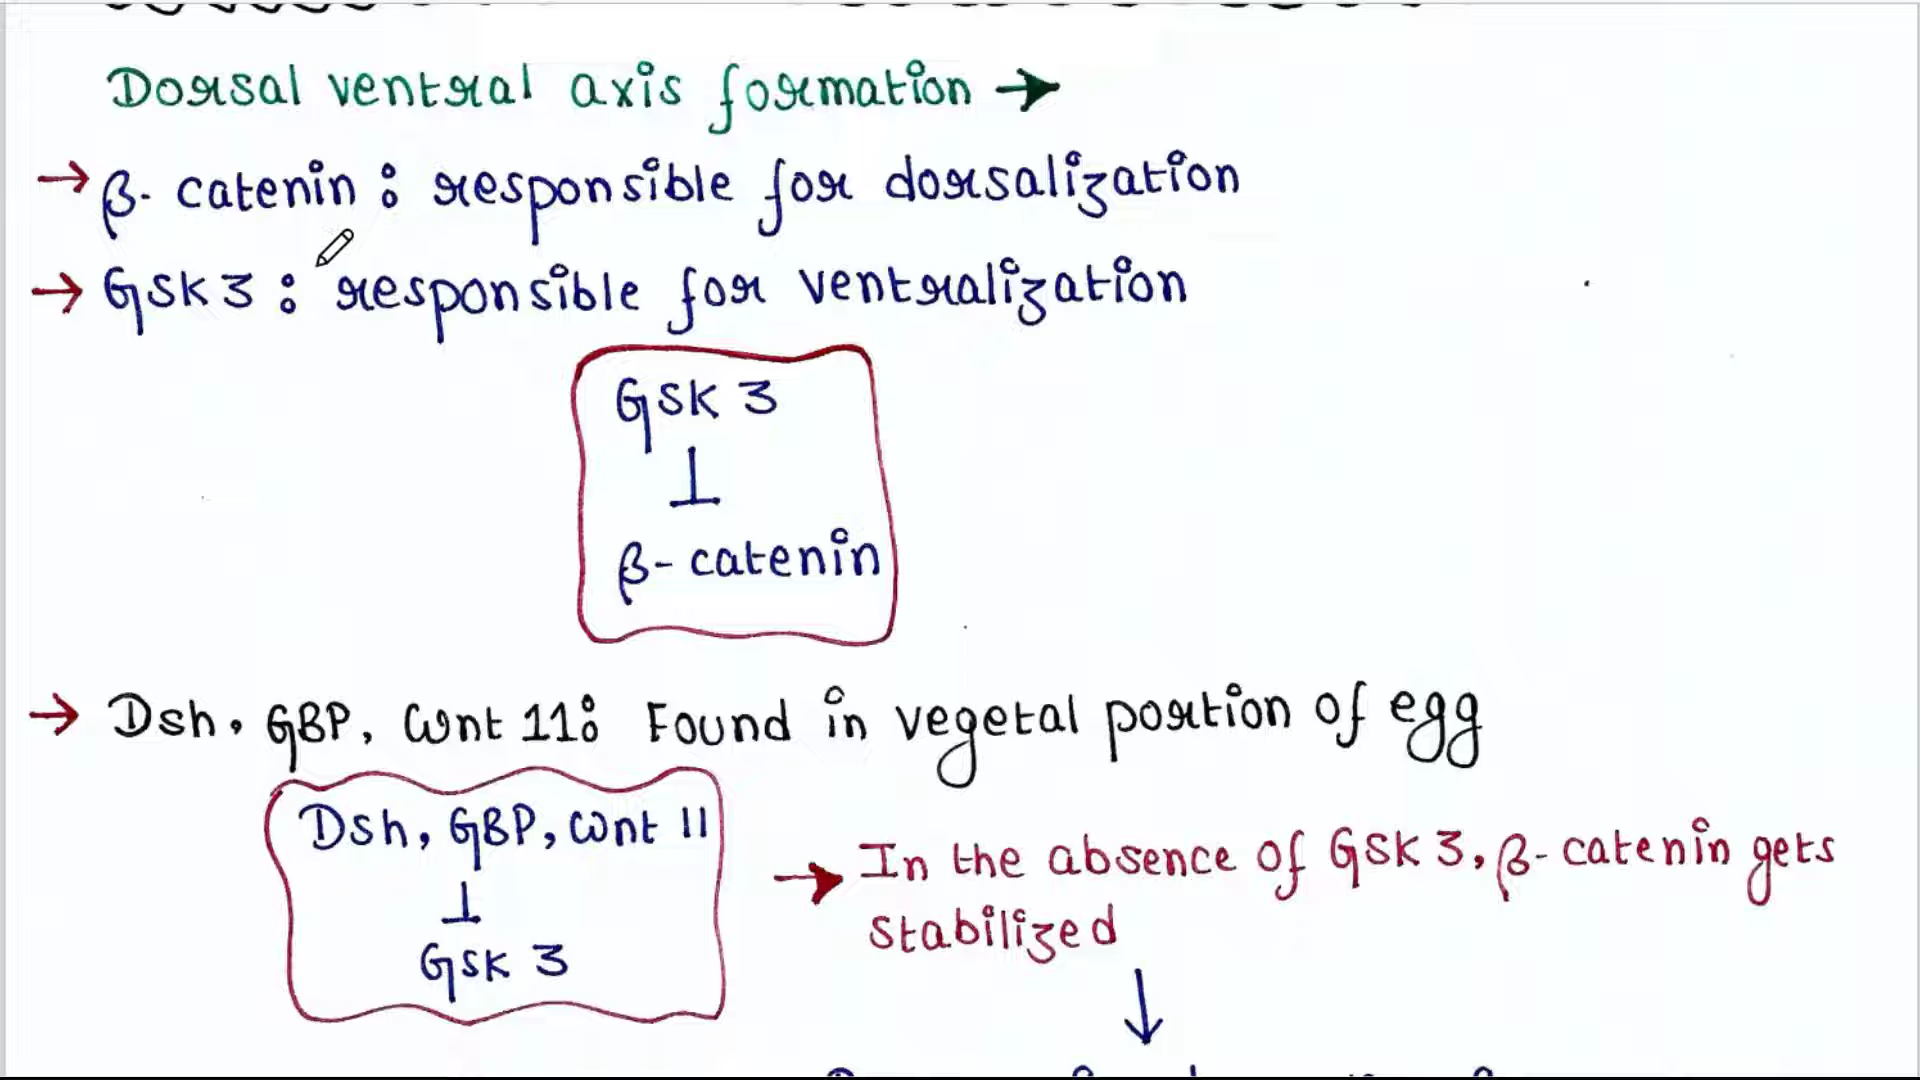 Dorsal ventral axis formation →
→ β- catenin : responsible for dorsalization
→ GSK 3 : responsible for ventralization
GSK 3
⊥
β- catenin
→ Dsh, GBP, Wnt 11: Found in vegetal portion of egg
Dsh, GBP, Wnt 11
⊥
GSK 3
→ In the absence of GSK 3, β- catenin gets
stabilized
↓